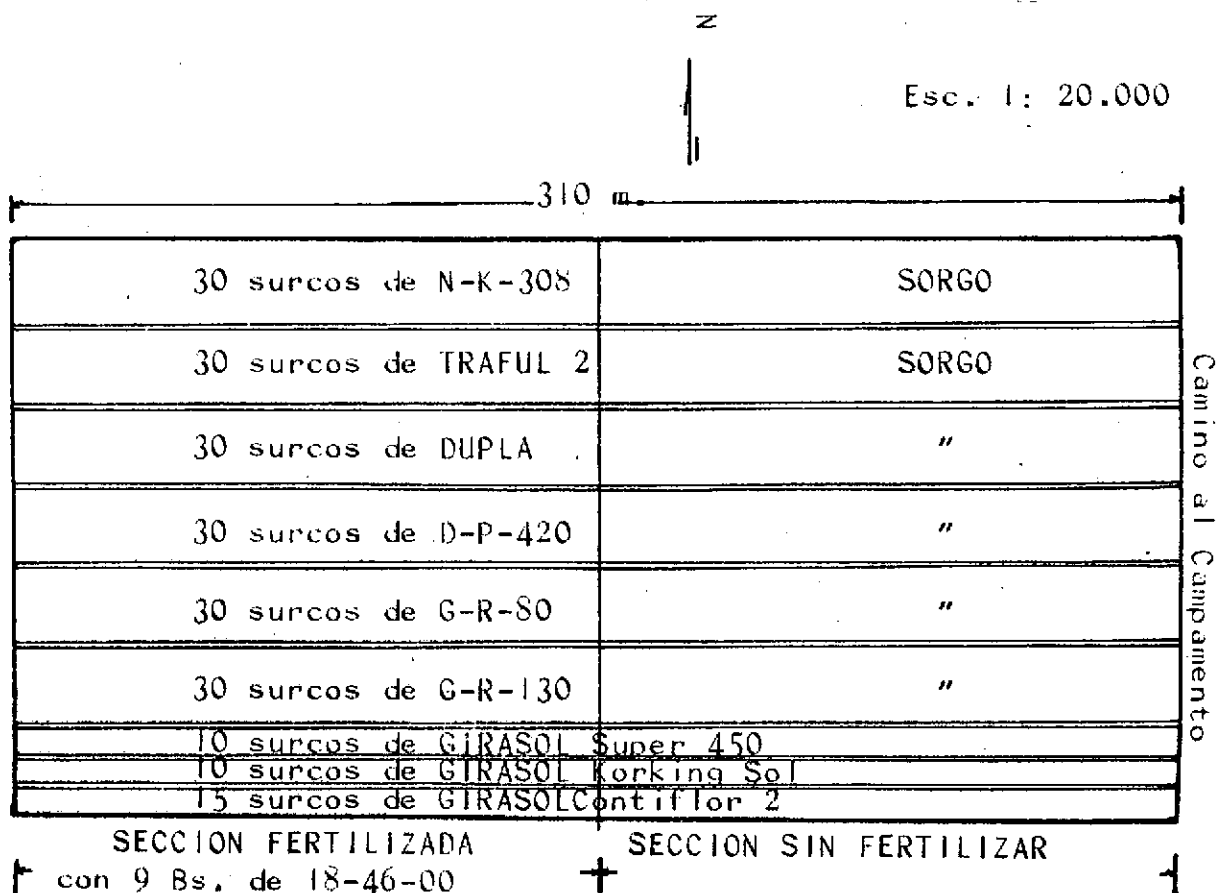 N
Esc. 1: 20.000
310 m.
30 surcos de N-K-308 SORGO
30 surcos de TRAFUL 2 SORGO
30 surcos de DUPLA "
30 surcos de D-P-420 "
30 surcos de G-R-80 "
30 surcos de G-R-130 "
10 surcos de GIRASOL Super 450
10 surcos de GIRASOL Korking Sol
15 surcos de GIRASOLContiflor 2
Camino al Campamento
SECCION FERTILIZADA SECCION SIN FERTILIZAR
con 9 Bs. de 18-46-00